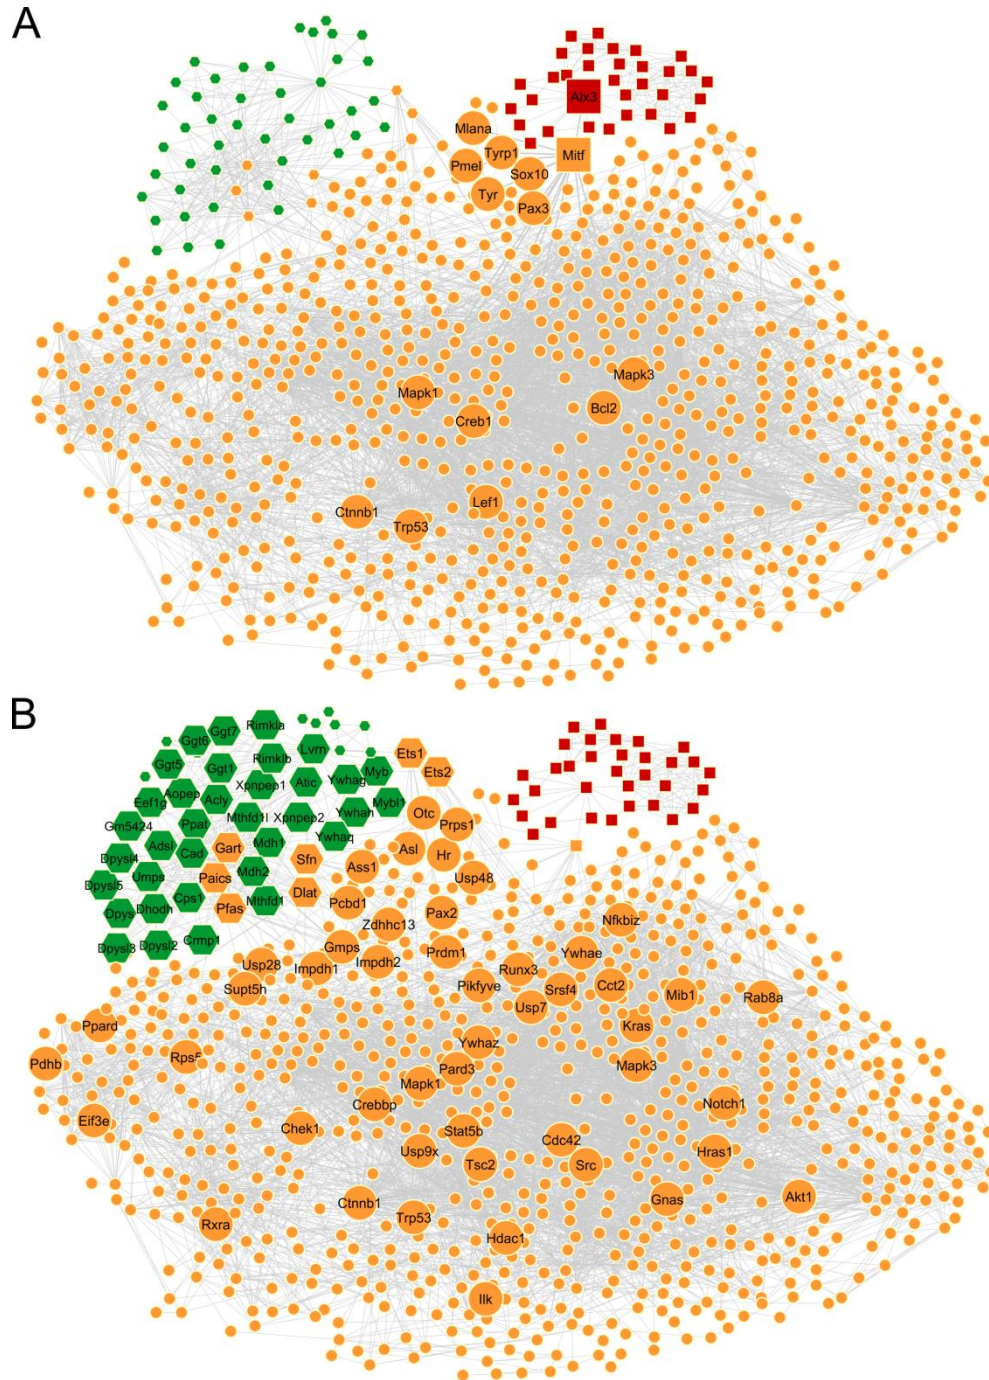 A
Alx3
Mlana
Tyrp1
Mitf
Pmel
Sox10
Tyr
Pax3
Mapk3
Mapk1
Bcl2
Creb1
Lef1
Ctnnb1
Trp53
B
Rimkla
Ggt7
Ggt6
Lvrn
Ets1
Rimklb
Ggt5
Ggt1
Ets2
Myb
Ywhag
Atic
Xpnpep1
Aopep
Eef1g
Acly
Mybl1
Otc
Ywhah
Mthfd1l
Xpnpep2
Ppat
Gm5424
Prps1
Ywhaq
Mdh1
Adsl
Gart
Asl
Cad
Dpysl4
Hr
Sfn
Ass1
Mdh2
Umps
Paics
Usp48
Dpysl5
Dlat
Cps1
Mthfd1
Pcbd1
Pfas
Dpys
Dhodh
Pax2
Nfkbiz
Zdhhc13
Crmp1
Dpysl2
Dpysl3
Gmps
Prdm1
Ywhae
Usp28
Impdh1
Impdh2
Runx3
Supt5h
Pikfyve
Srsf4
Cct2
Mib1
Rab8a
Usp7
Ppard
Kras
Ywhaz
Rps5
Pdhb
Pard3
Mapk3
Mapk1
Crebbp
Notch1
Eif3e
Chek1
Stat5b
Cdc42
Usp9x
Hras1
Tsc2
Src
Akt1
Gnas
Ctnnb1
Trp53
Rxra
Hdac1
Ilk